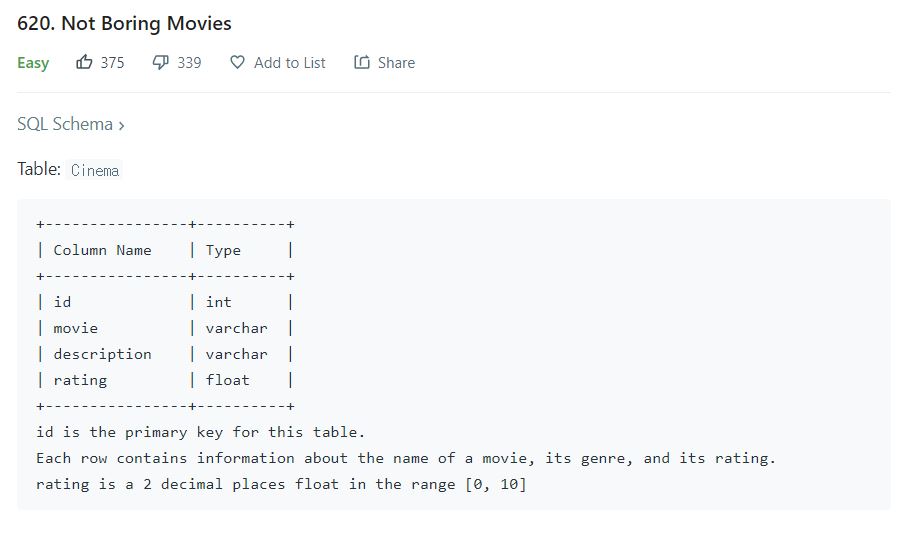 620. Not Boring Movies
Easy 375 339 Add to List Share
SQL Schema ›
Table: Cinema
+----------------+----------+
| Column Name    | Type     |
+----------------+----------+
| id             | int      |
| movie          | varchar  |
| description    | varchar  |
| rating         | float    |
+----------------+----------+
id is the primary key for this table.
Each row contains information about the name of a movie, its genre, and its rating.
rating is a 2 decimal places float in the range [0, 10]